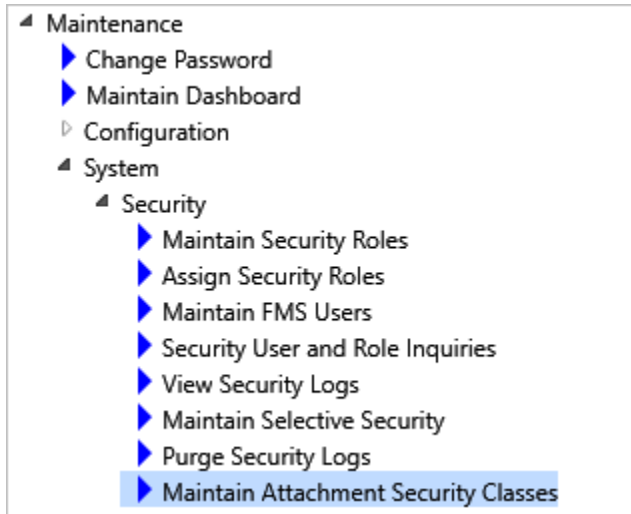 Maintenance
Change Password
Maintain Dashboard
Configuration
System
Security
Maintain Security Roles
Assign Security Roles
Maintain FMS Users
Security User and Role Inquiries
View Security Logs
Maintain Selective Security
Purge Security Logs
Maintain Attachment Security Classes